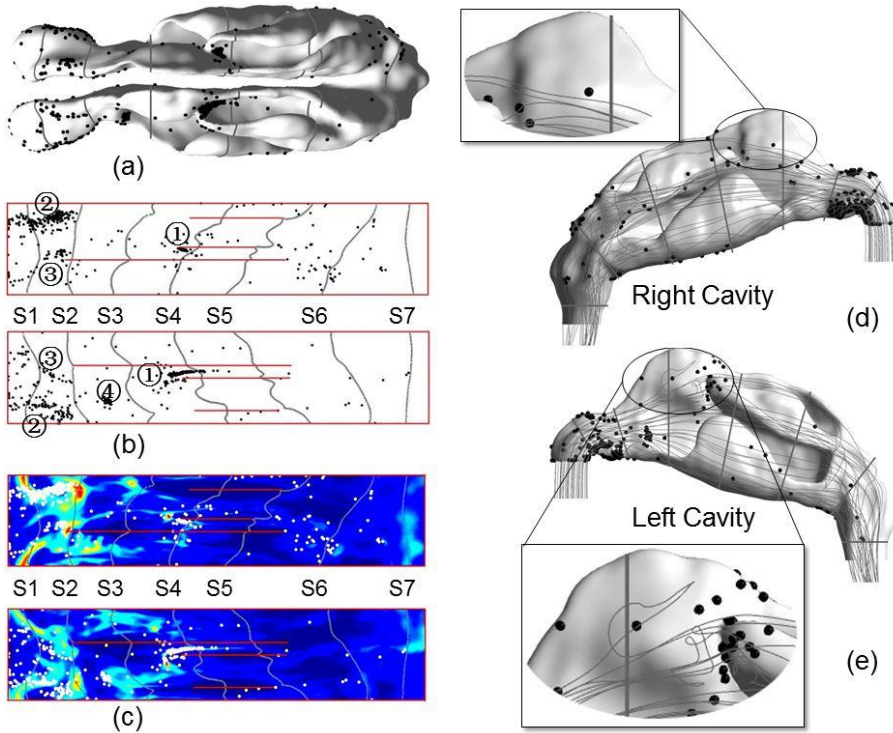 (a)
②
①
③
S1 S2 S3 S4 S5 S6 S7
③
①
④
②
(b)
S1 S2 S3 S4 S5 S6 S7
(c)
Right Cavity
(d)
Left Cavity
(e)